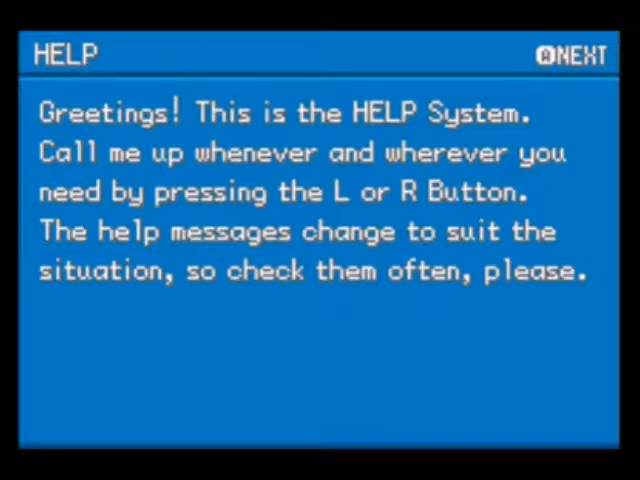 HELP
ⒶNEXT
Greetings! This is the HELP System.
Call me up whenever and wherever you
need by pressing the L or R Button.
The help messages change to suit the
situation, so check them often, please.